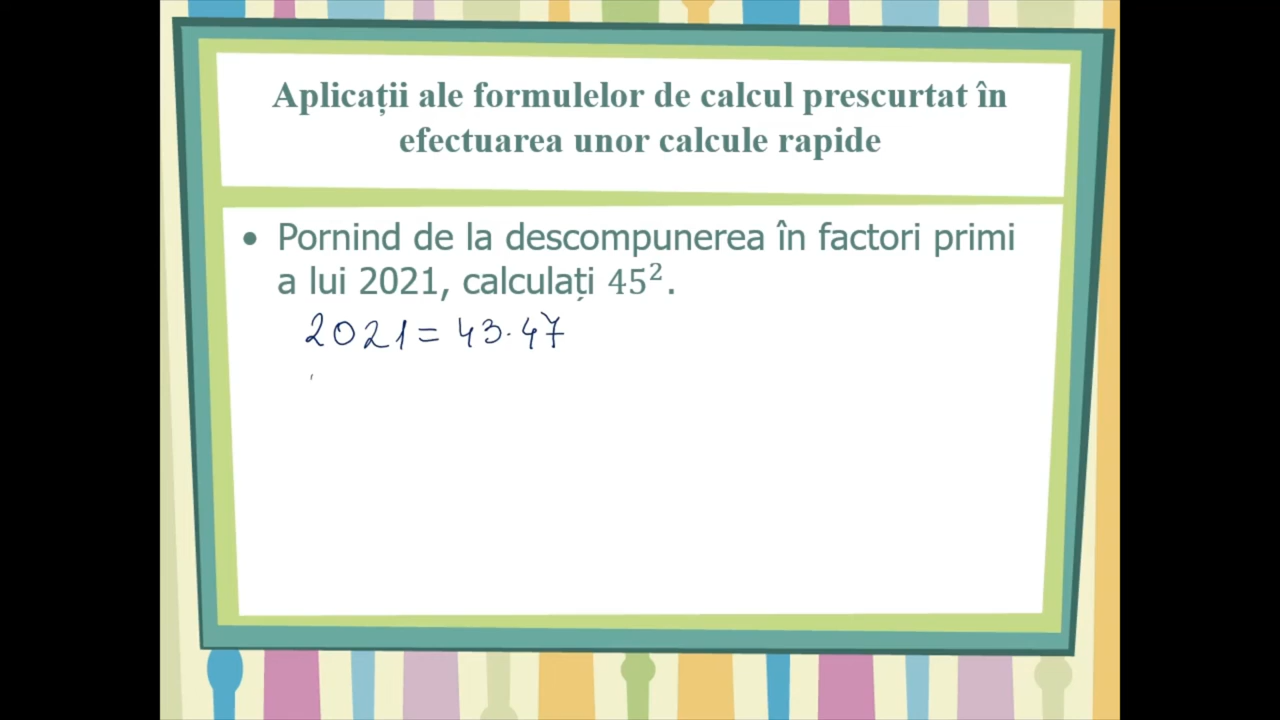 Aplicații ale formulelor de calcul prescurtat în
efectuarea unor calcule rapide
• Pornind de la descompunerea în factori primi
a lui 2021, calculați 45².
2021 = 43·47